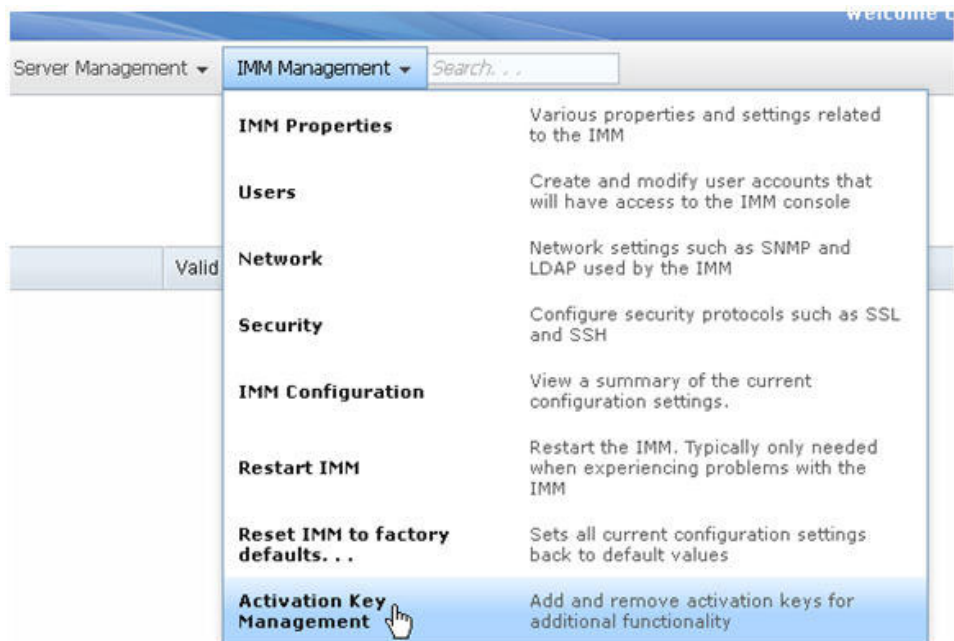 Welcome
Server Management
IMM Management
Search. . .
Valid
IMM Properties
Various properties and settings related
to the IMM
Users
Create and modify user accounts that
will have access to the IMM console
Network
Network settings such as SNMP and
LDAP used by the IMM
Security
Configure security protocols such as SSL
and SSH
IMM Configuration
View a summary of the current
configuration settings.
Restart IMM
Restart the IMM. Typically only needed
when experiencing problems with the
IMM
Reset IMM to factory
defaults. . .
Sets all current configuration settings
back to default values
Activation Key
Management
Add and remove activation keys for
additional functionality